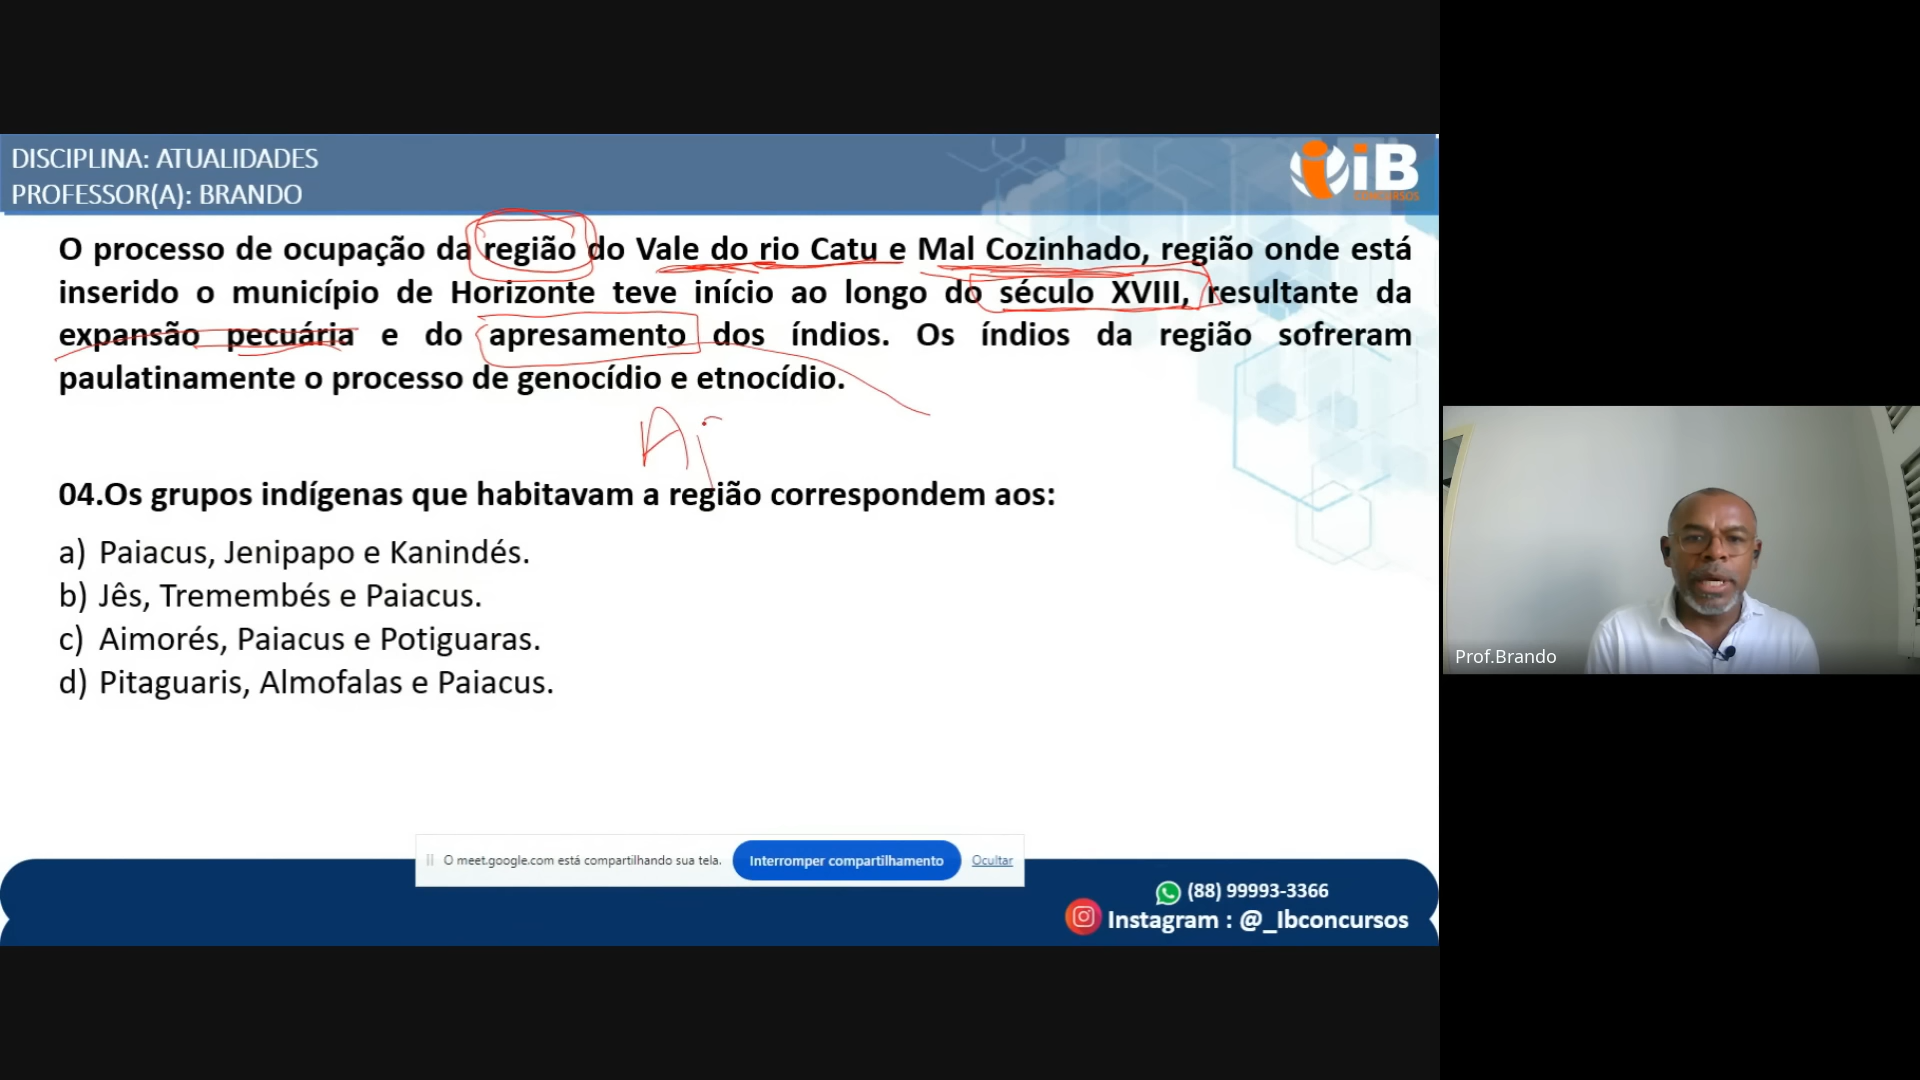 DISCIPLINA: ATUALIDADES
PROFESSOR(A): BRANDO
iB
CONCURSOS
O processo de ocupação da região do Vale do rio Catu e Mal Cozinhado, região onde está
inserido o município de Horizonte teve início ao longo do século XVIII, resultante da
expansão pecuária e do apresamento dos índios. Os índios da região sofreram
paulatinamente o processo de genocídio e etnocídio.
04.Os grupos indígenas que habitavam a região correspondem aos:
a) Paiacus, Jenipapo e Kanindés.
b) Jês, Tremembés e Paiacus.
c) Aimorés, Paiacus e Potiguaras.
d) Pitaguaris, Almofalas e Paiacus.
Prof.Brando
O meet.google.com está compartilhando sua tela.
Interromper compartilhamento
Ocultar
(88) 99993-3366
Instagram : @_Ibconcursos